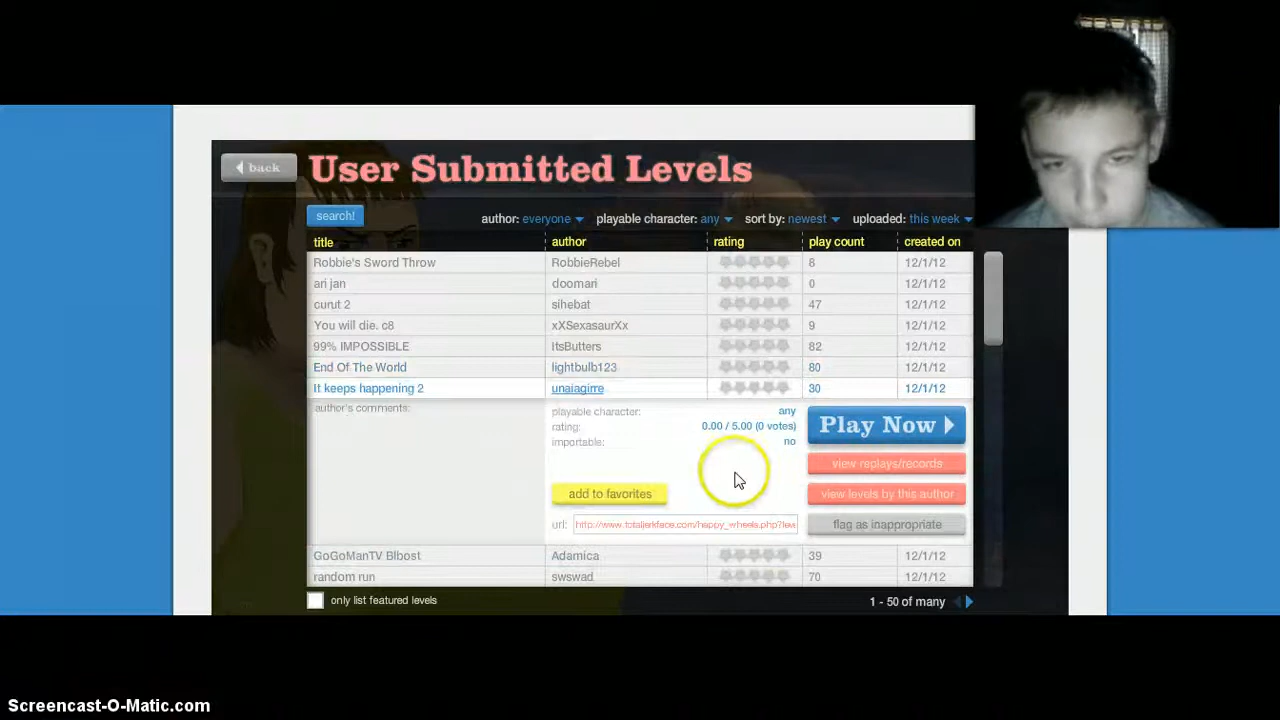 back
User Submitted Levels
search!
author: everyone
playable character: any
sort by: newest
uploaded: this week
title author rating play count created on
Robbie's Sword Throw RobbieRebel 8 12/1/12
ari jan doomari 0 12/1/12
curut 2 sihebat 47 12/1/12
You will die. c8 xXSexasaurXx 9 12/1/12
99% IMPOSSIBLE itsButters 82 12/1/12
End Of The World lightbulb123 80 12/1/12
It keeps happening 2 unaiagirre 30 12/1/12
author's comments:
playable character: any
rating: 0.00 / 5.00 (0 votes)
importable: no
add to favorites
url: http://www.totaljerkface.com/happy_wheels.php?leve
Play Now
view replays/records
view levels by this author
flag as inappropriate
GoGoManTV Blbost Adamica 39 12/1/12
random run swswad 70 12/1/12
only list featured levels
1 - 50 of many
Screencast-O-Matic.com